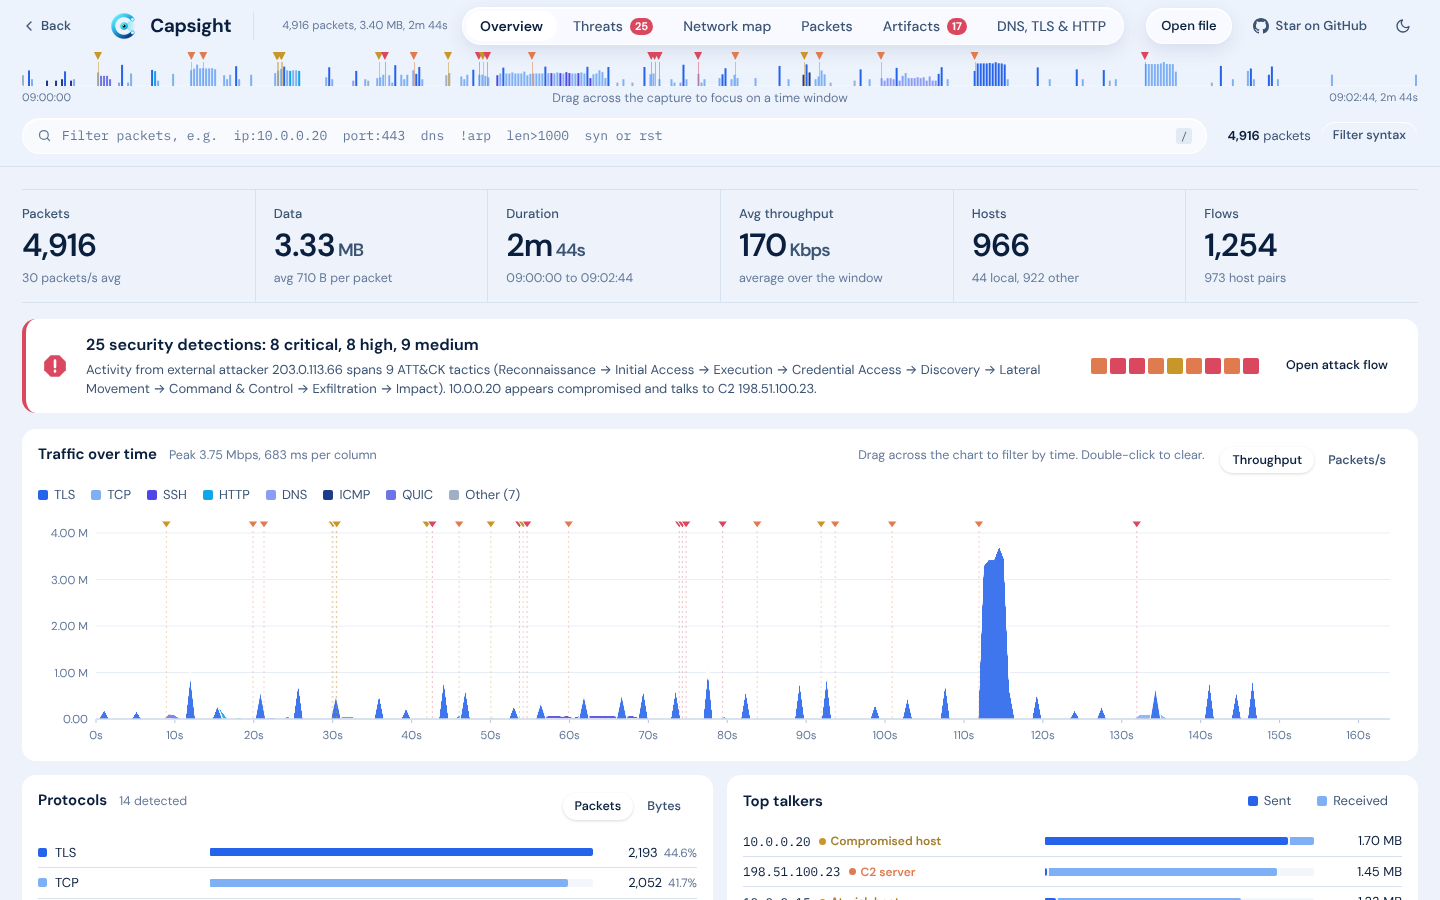 Back
Capsight
4,916 packets, 3.40 MB, 2m 44s
Overview
Threats 25
Network map
Packets
Artifacts 17
DNS, TLS & HTTP
Open file
Star on GitHub
09:00:00
Drag across the capture to focus on a time window
09:02:44, 2m 44s
Filter packets, e.g. ip:10.0.0.20 port:443 dns !arp len>1000 syn or rst
/
4,916 packets
Filter syntax
Packets
4,916
30 packets/s avg
Data
3.33 MB
avg 710 B per packet
Duration
2m 44s
09:00:00 to 09:02:44
Avg throughput
170 Kbps
average over the window
Hosts
966
44 local, 922 other
Flows
1,254
973 host pairs
25 security detections: 8 critical, 8 high, 9 medium
Activity from external attacker 203.0.113.66 spans 9 ATT&CK tactics (Reconnaissance → Initial Access → Execution → Credential Access → Discovery → Lateral
Movement → Command & Control → Exfiltration → Impact). 10.0.0.20 appears compromised and talks to C2 198.51.100.23.
Open attack flow
Traffic over time
Peak 3.75 Mbps, 683 ms per column
Drag across the chart to filter by time. Double-click to clear.
Throughput
Packets/s
TLS
TCP
SSH
HTTP
DNS
ICMP
QUIC
Other (7)
4.00 M
3.00 M
2.00 M
1.00 M
0.00
0s 10s 20s 30s 40s 50s 60s 70s 80s 90s 100s 110s 120s 130s 140s 150s 160s
Protocols
14 detected
Packets
Bytes
TLS
2,193 44.6%
TCP
2,052 41.7%
Top talkers
Sent
Received
10.0.0.20 Compromised host
1.70 MB
198.51.100.23 C2 server
1.45 MB